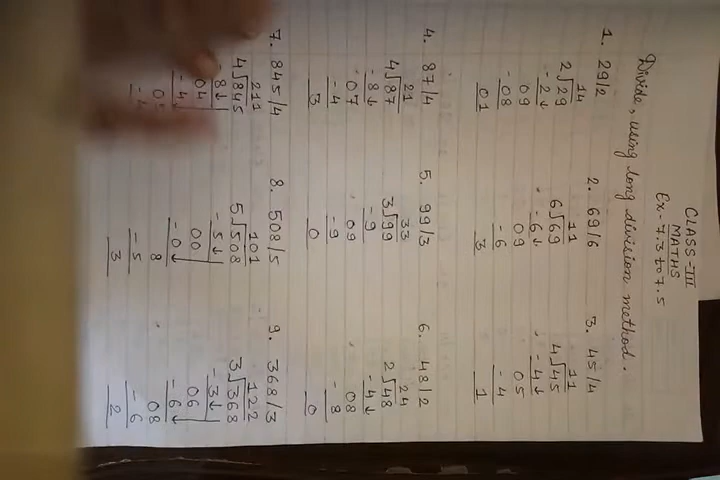 CLASS-III
MATHS
Ex-7.3 to 7.5
Divide, using long division method.
1. 29/2 2. 69/6 3. 45/4
14 11 11
2)29 6)69 4)45
-2↓ -6↓ -4↓
09 09 05
-08 -6 -4
01 3 1
4. 87/4 5. 99/3 6. 48/2
21 33 24
4)87 3)99 2)48
-8↓ -9 -4↓
07 09 08
-4 -9 -8
3 0 0
7. 845/4 8. 508/5 9. 368/3
211 101 122
4)845 5)508 3)368
-8↓ -5↓ -3↓
04 00 06
-4↓ -0↓ -6↓
05 8 08
-5 -6
3 2